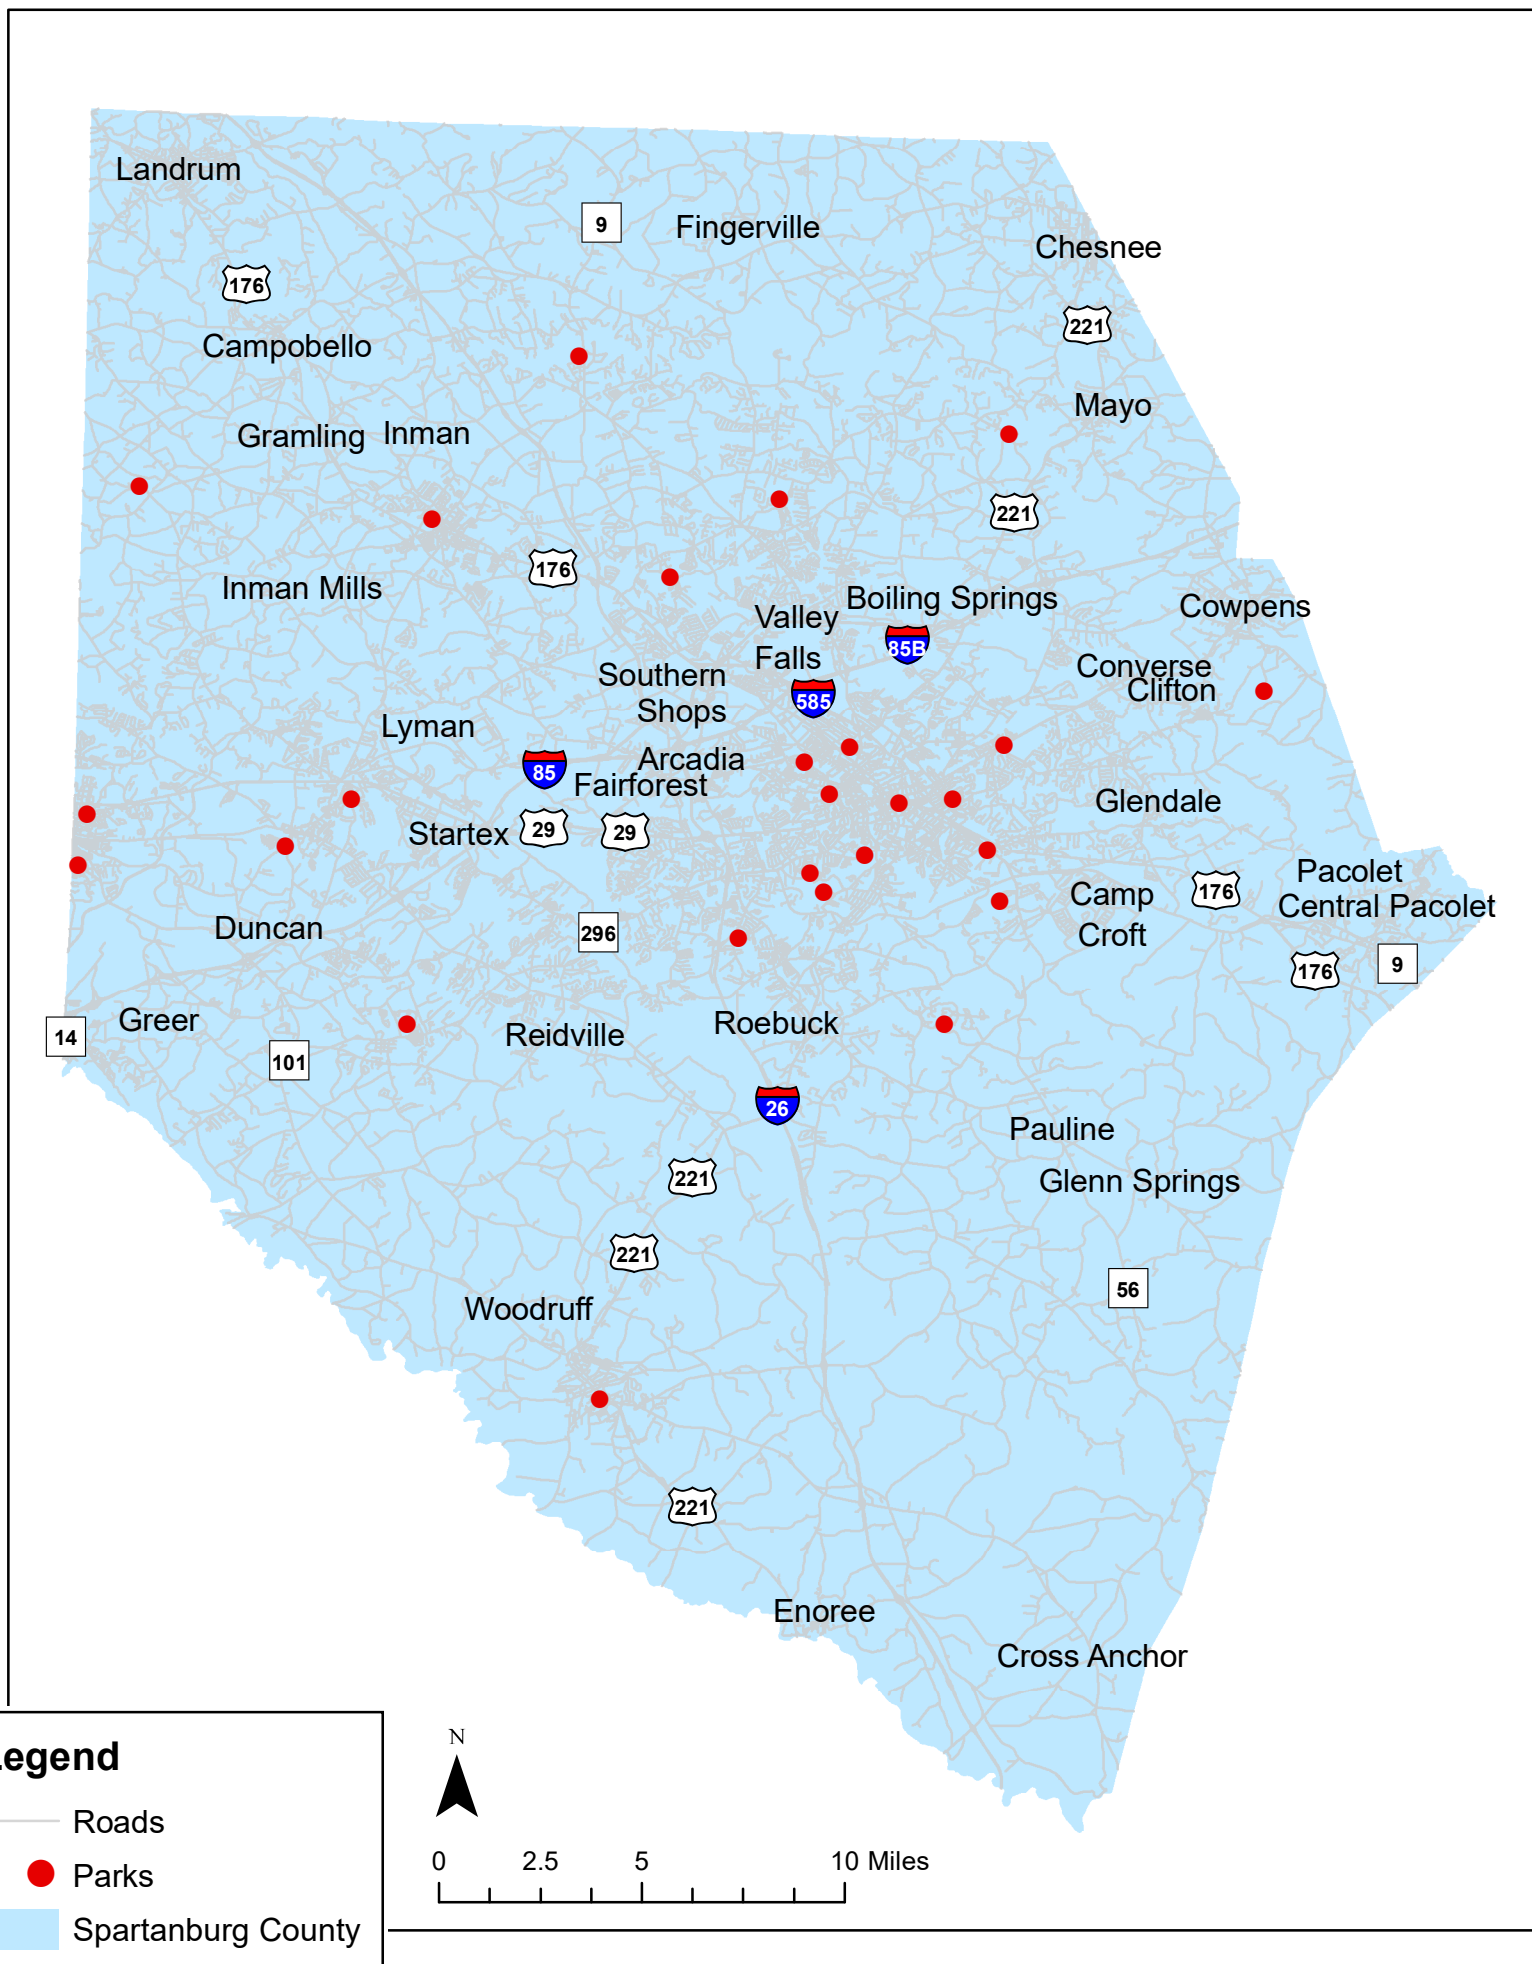 Landrum
9
Fingerville
Chesnee
176
221
Campobello
Mayo
Gramling
Inman
221
176
Inman Mills
Boiling Springs
Cowpens
Valley
Falls
85B
Converse
Clifton
Southern
Shops
585
Lyman
Arcadia
85
Fairforest
Glendale
Startex
29
29
Pacolet
Central Pacolet
176
Camp
Croft
Duncan
296
176
9
Greer
14
101
Reidville
Roebuck
26
Pauline
221
Glenn Springs
221
56
Woodruff
221
Enoree
Cross Anchor
Legend
Roads
Parks
Spartanburg County
N
0 2.5 5 10 Miles